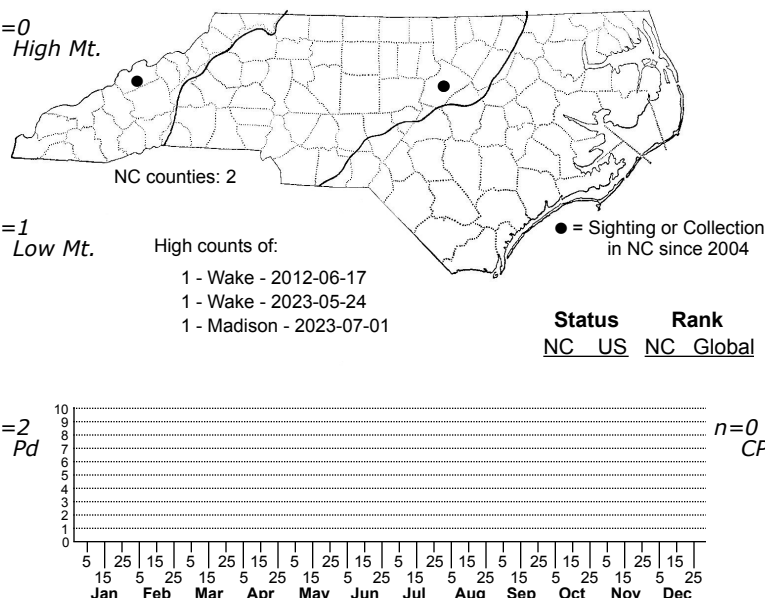 =0
High Mt.
NC counties: 2
=1
Low Mt.
High counts of:
1 - Wake - 2012-06-17
1 - Wake - 2023-05-24
1 - Madison - 2023-07-01
● = Sighting or Collection
in NC since 2004
Status Rank
NC US NC Global
=2
Pd
n=0
CP
10
9
8
7
6
5
4
3
2
1
0
5 25 15 5 25 15 5 25 15 5 25 15 5 25 15 5 25 15
15 5 25 15 5 25 15 5 25 15 5 25 15 5 25 15 5 25
Jan Feb Mar Apr May Jun Jul Aug Sep Oct Nov Dec